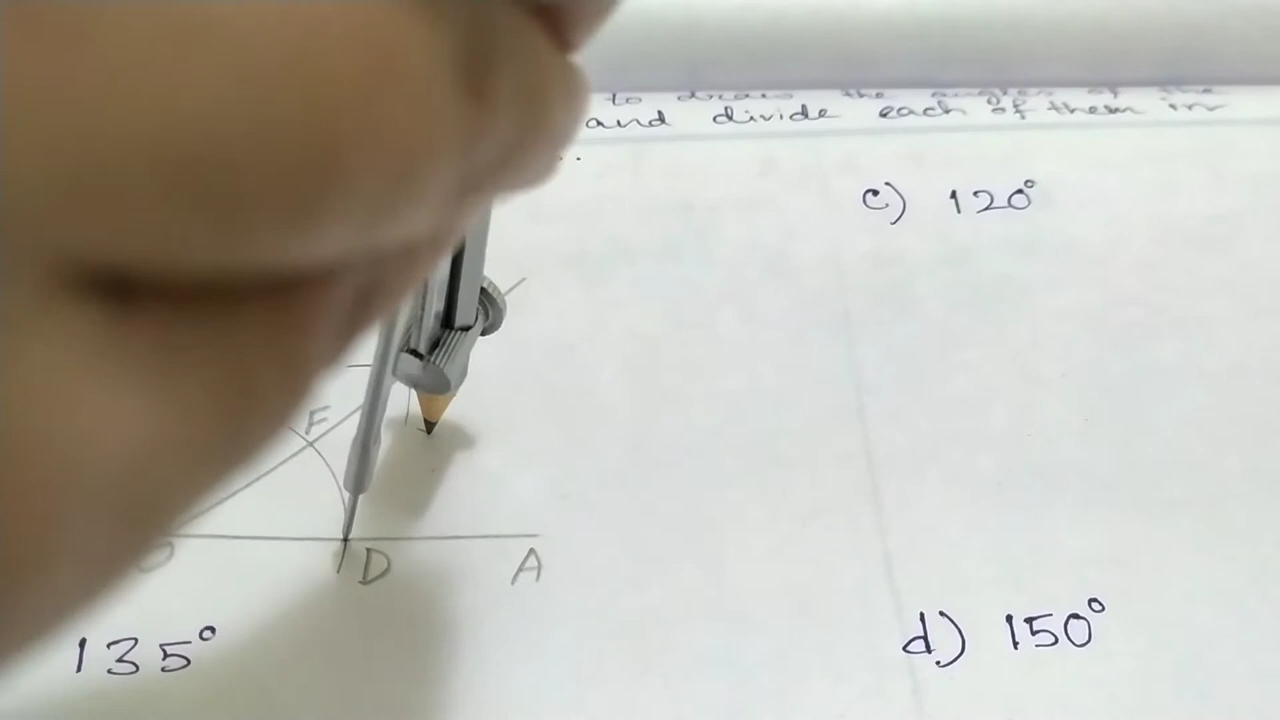 to draw the angles of the
and divide each of them in
c) 120°
F
D
A
135°
d) 150°